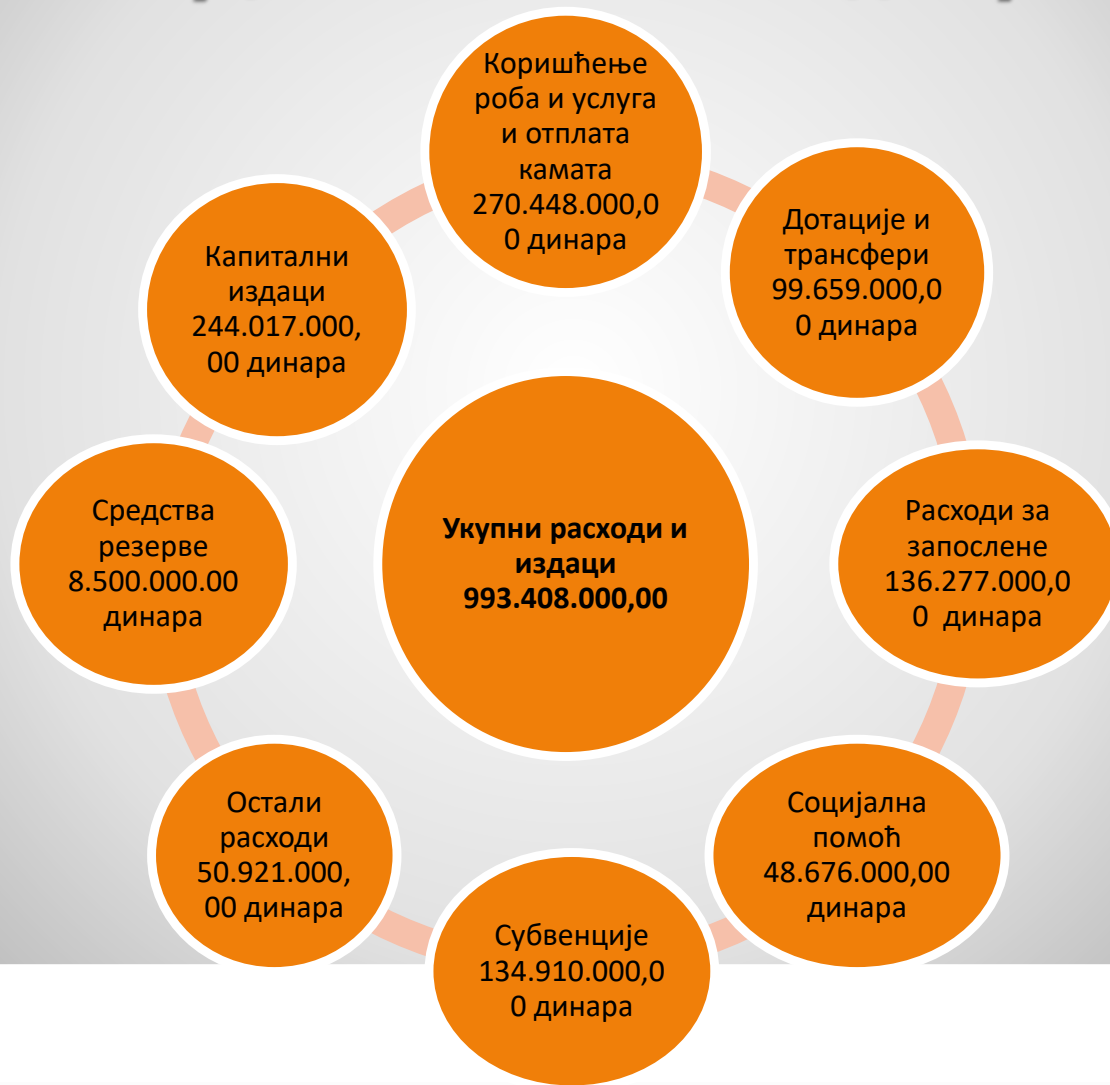 Коришћење
роба и услуга
и отплата
камата
270.448.000,0
0 динара
Дотације и
трансфери
99.659.000,0
0 динара
Расходи за
запослене
136.277.000,0
0 динара
Социјална
помоћ
48.676.000,00
динара
Субвенције
134.910.000,0
0 динара
Остали
расходи
50.921.000,
00 динара
Средства
резерве
8.500.000.00
динара
Капитални
издаци
244.017.000,
00 динара
Укупни расходи и
издаци
993.408.000,00